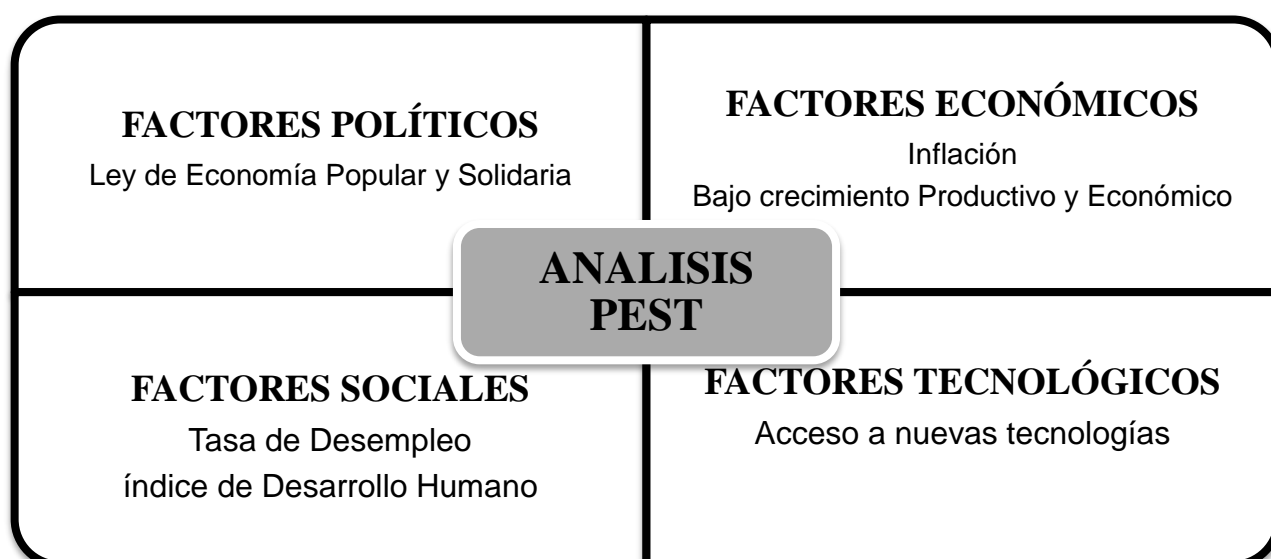 FACTORES POLÍTICOS
Ley de Economía Popular y Solidaria
FACTORES ECONÓMICOS
Inflación
Bajo crecimiento Productivo y Económico
ANALISIS
PEST
FACTORES SOCIALES
Tasa de Desempleo
índice de Desarrollo Humano
FACTORES TECNOLÓGICOS
Acceso a nuevas tecnologías